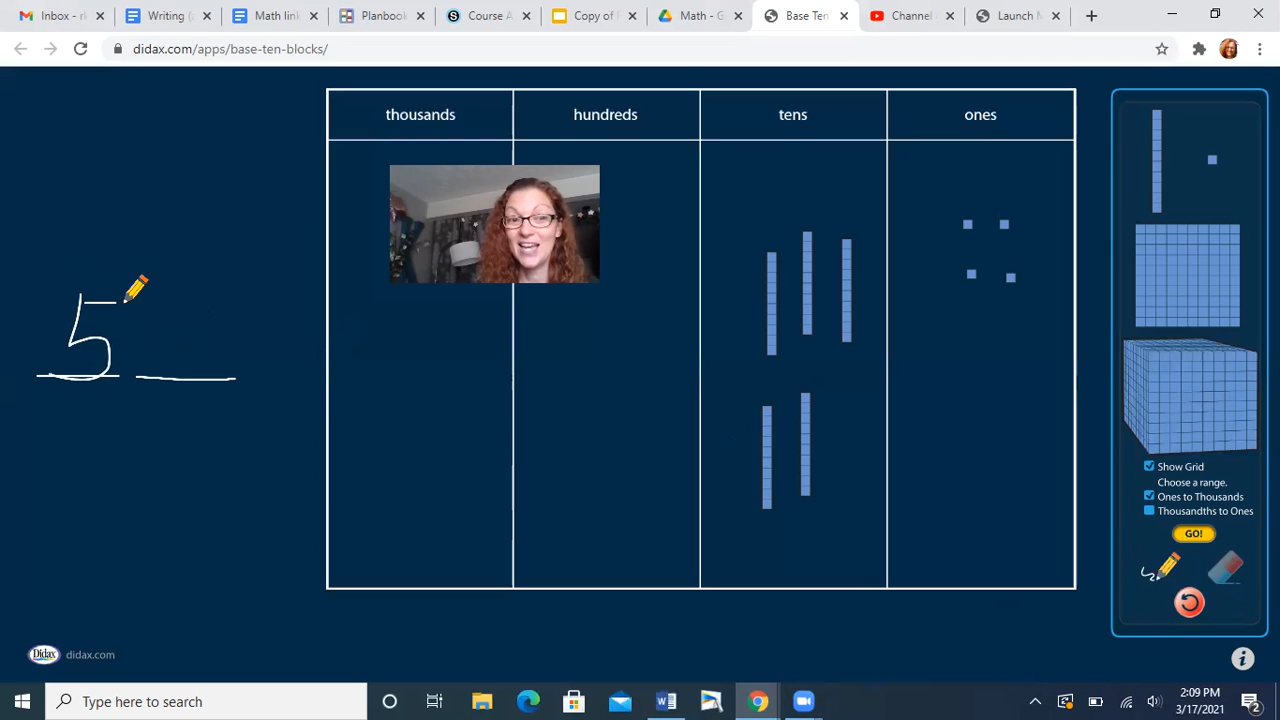 Inbox - r
Writing (
Math link
Planbook
Course A
Copy of F
Math - G
Base Ten
Channel
Launch M
didax.com/apps/base-ten-blocks/
thousands
hundreds
tens
ones
5
Show Grid
Choose a range.
Ones to Thousands
Thousandths to Ones
GO!
Didax
didax.com
i
Type here to search
2:09 PM
3/17/2021
2